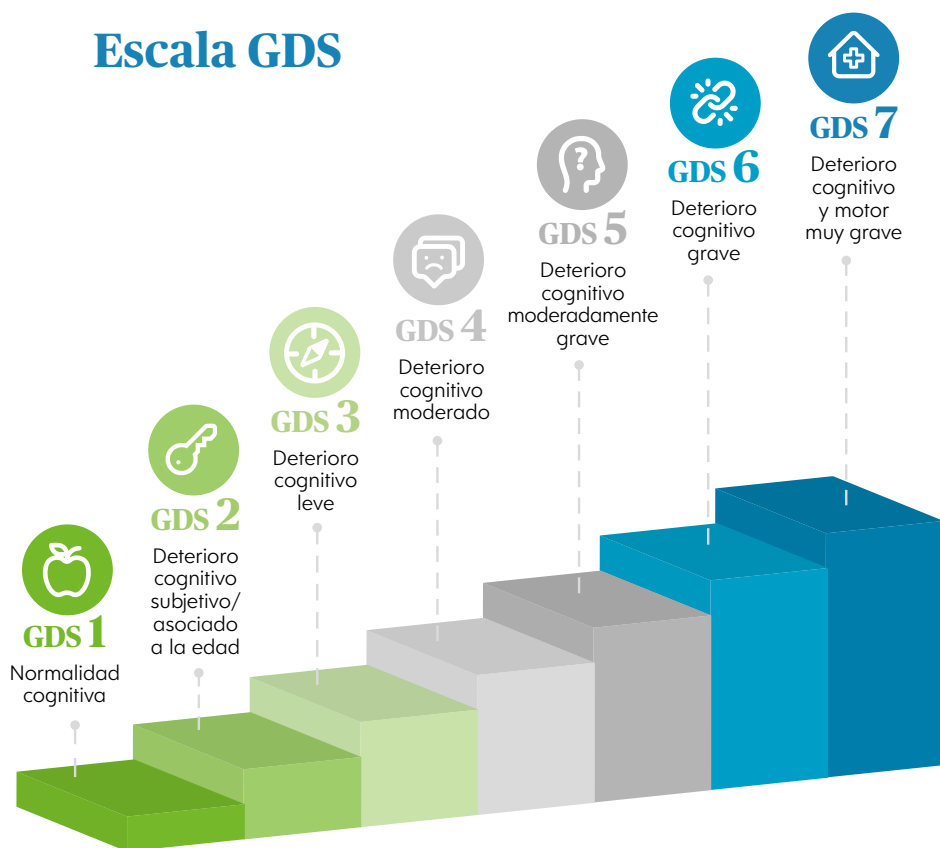 Escala GDS
GDS 1
Normalidad
cognitiva
GDS 2
Deterioro
cognitivo
subjetivo/
asociado
a la edad
GDS 3
Deterioro
cognitivo
leve
GDS 4
Deterioro
cognitivo
moderado
?
GDS 5
Deterioro
cognitivo
moderadamente
grave
GDS 6
Deterioro
cognitivo
grave
GDS 7
Deterioro
cognitivo
y motor
muy grave